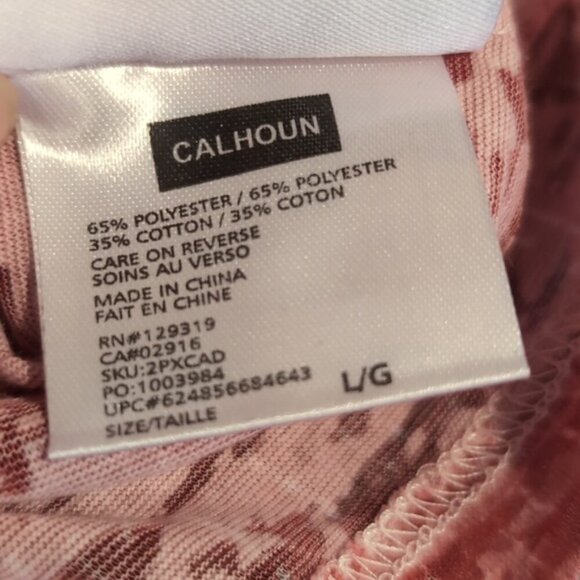 CALHOUN
65% POLYESTER / 65% POLYESTER
35% COTTON / 35% COTON
CARE ON REVERSE
SOINS AU VERSO
MADE IN CHINA
FAIT EN CHINE
RN#129319
CA#02916
SKU:2PXCAD
PO:1003984
UPC#624856684643
SIZE/TAILLE L/G